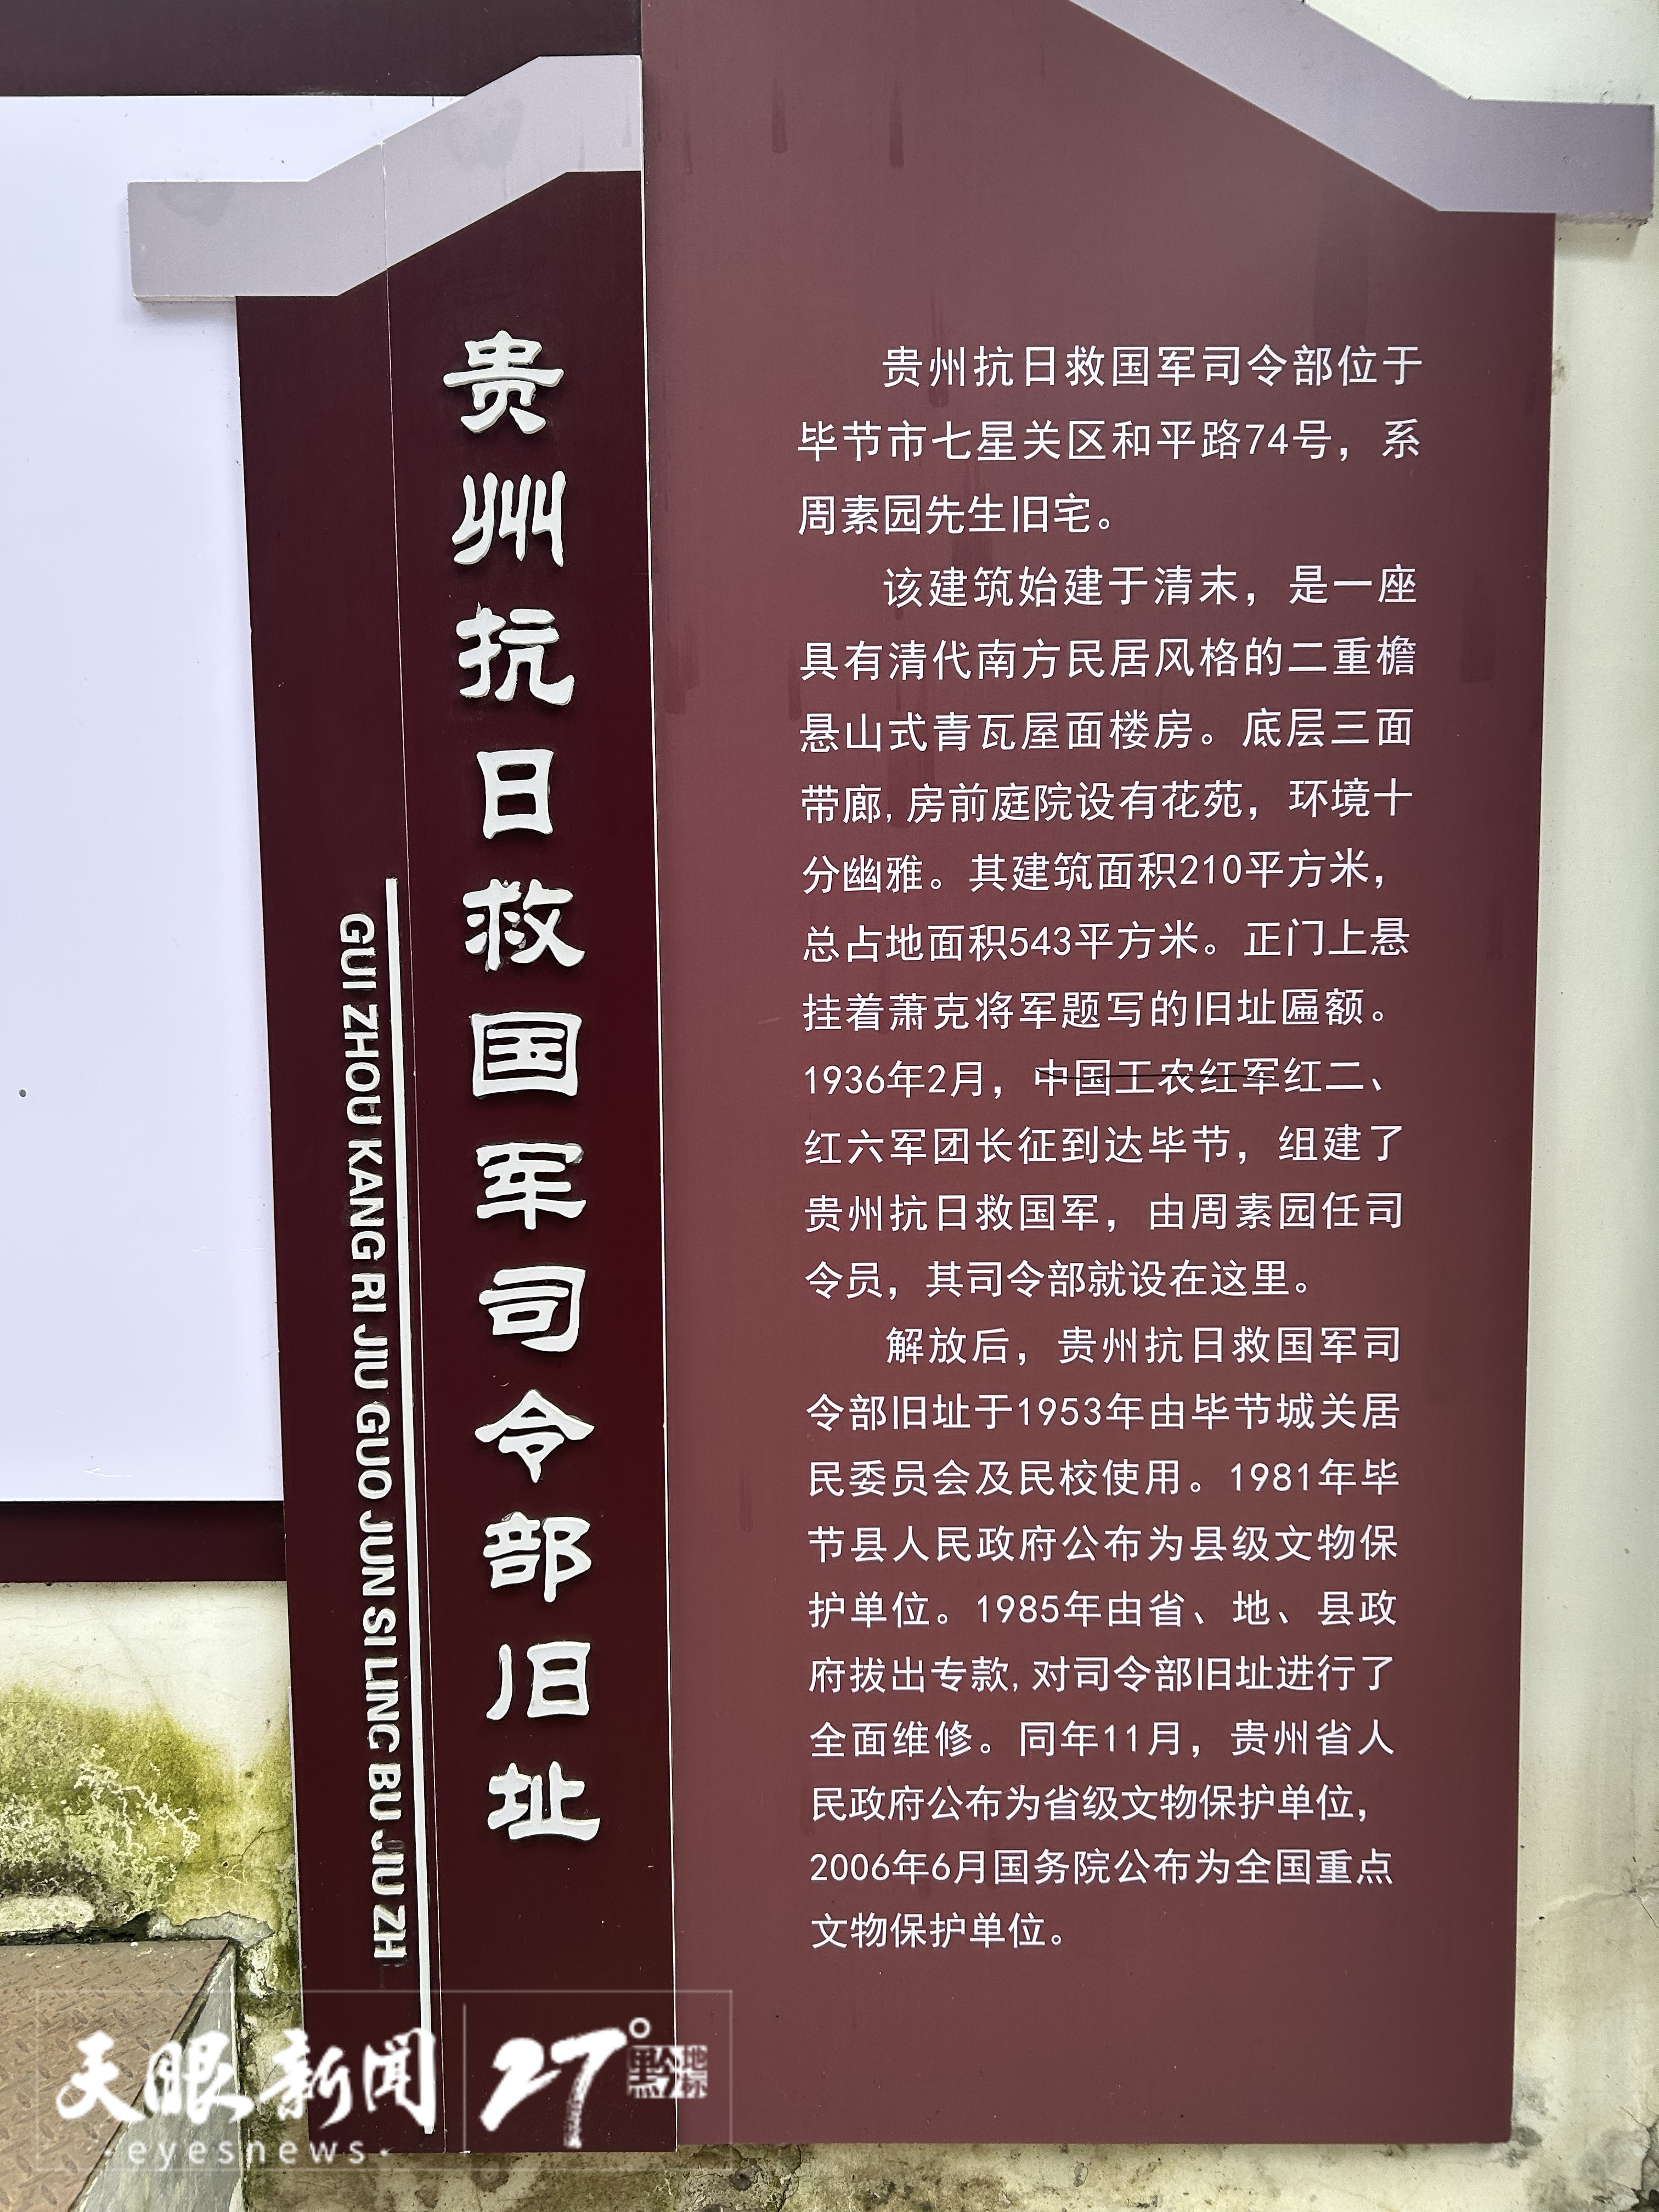 贵州抗日救国军司令部旧址
GUI ZHOU KANG RI JIU GUO JUN SI LING BU JIU ZH
贵州抗日救国军司令部位于
毕节市七星关区和平路74号，系
周素园先生旧宅。
该建筑始建于清末，是一座
具有清代南方民居风格的二重檐
悬山式青瓦屋面楼房。底层三面
带廊,房前庭院设有花苑，环境十
分幽雅。其建筑面积210平方米，
总占地面积543平方米。正门上悬
挂着萧克将军题写的旧址匾额。
1936年2月，中国工农红军红二、
红六军团长征到达毕节，组建了
贵州抗日救国军，由周素园任司
令员，其司令部就设在这里。
解放后，贵州抗日救国军司
令部旧址于1953年由毕节城关居
民委员会及民校使用。1981年毕
节县人民政府公布为县级文物保
护单位。1985年由省、地、县政
府拔出专款,对司令部旧址进行了
全面维修。同年11月，贵州省人
民政府公布为省级文物保护单位，
2006年6月国务院公布为全国重点
文物保护单位。
天眼新闻
·eyesnews·
27°
黔地标